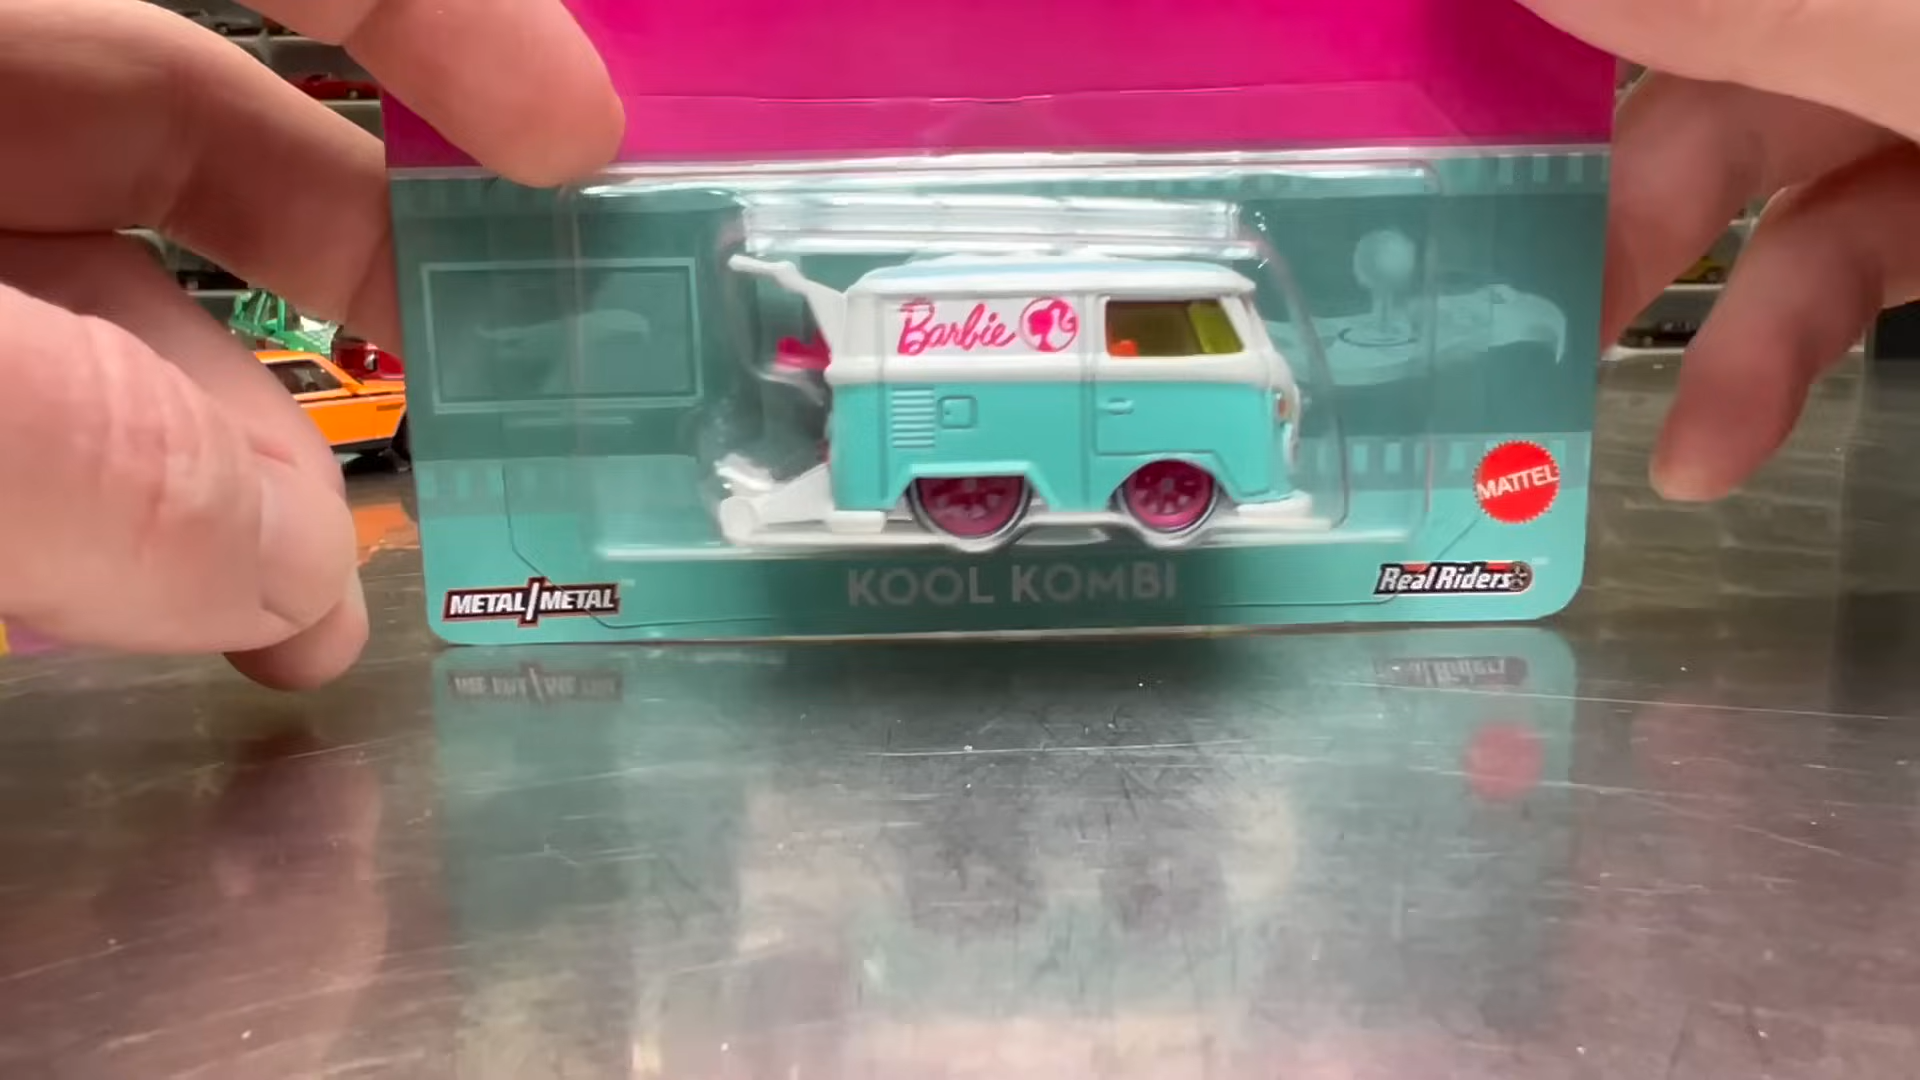 Barbie
MATTEL
METAL/METAL
KOOL KOMBI
Real Riders